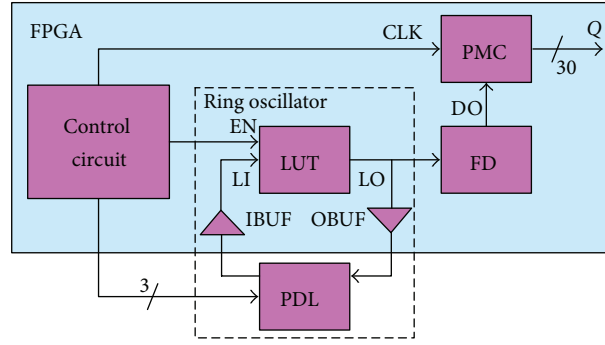 FPGA
CLK
PMC
Q
30
Ring oscillator
DO
Control
circuit
EN
LUT
LI
LO
FD
IBUF
OBUF
3
PDL